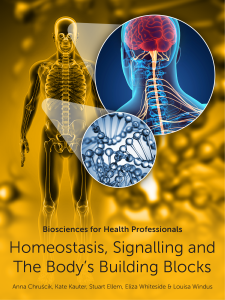 Biosciences for Health Professionals
Homeostasis, Signalling and
The Body's Building Blocks
Anna Chruścik, Kate Kauter, Stuart Ellem, Eliza Whiteside & Louisa Windus